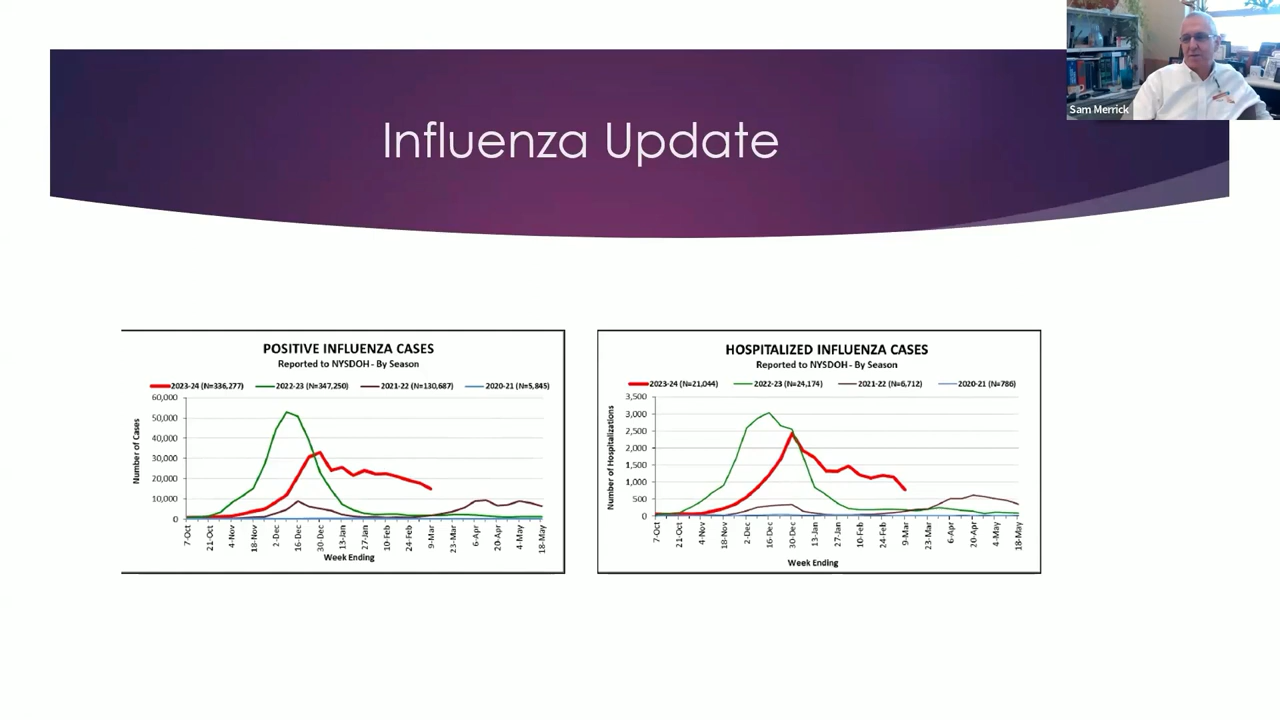 Sam Merrick
Influenza Update
POSITIVE INFLUENZA CASES
Reported to NYSDOH - By Season
2023-24 (N=336,277) 2022-23 (N=347,250) 2021-22 (N=130,687) 2020-21 (N=5,845)
60,000
50,000
40,000
30,000
20,000
10,000
0
Number of Cases
7-Oct 21-Oct 4-Nov 18-Nov 2-Dec 16-Dec 30-Dec 13-Jan 27-Jan 10-Feb 24-Feb 9-Mar 23-Mar 6-Apr 20-Apr 4-May 18-May
Week Ending
HOSPITALIZED INFLUENZA CASES
Reported to NYSDOH - By Season
2023-24 (N=21,044) 2022-23 (N=24,174) 2021-22 (N=6,712) 2020-21 (N=786)
3,500
3,000
2,500
2,000
1,500
1,000
500
0
Number of Hospitalizations
7-Oct 21-Oct 4-Nov 18-Nov 2-Dec 16-Dec 30-Dec 13-Jan 27-Jan 10-Feb 24-Feb 9-Mar 23-Mar 6-Apr 20-Apr 4-May 18-May
Week Ending